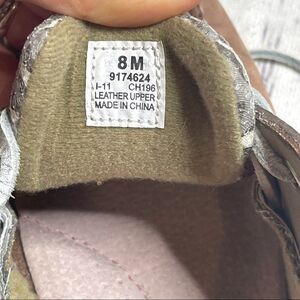 8M
9174624
I-11 CH196
LEATHER UPPER
MADE IN CHINA